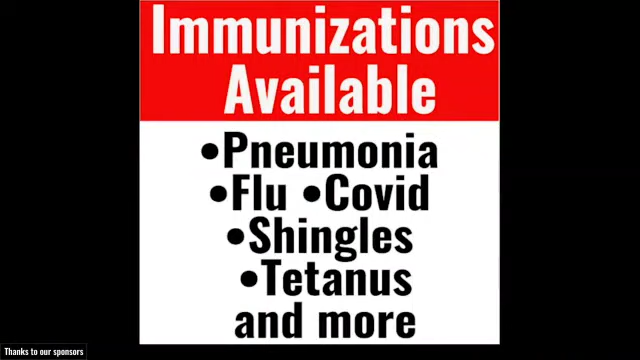 Immunizations
Available
•Pneumonia
•Flu •Covid
•Shingles
•Tetanus
and more
Thanks to our sponsors